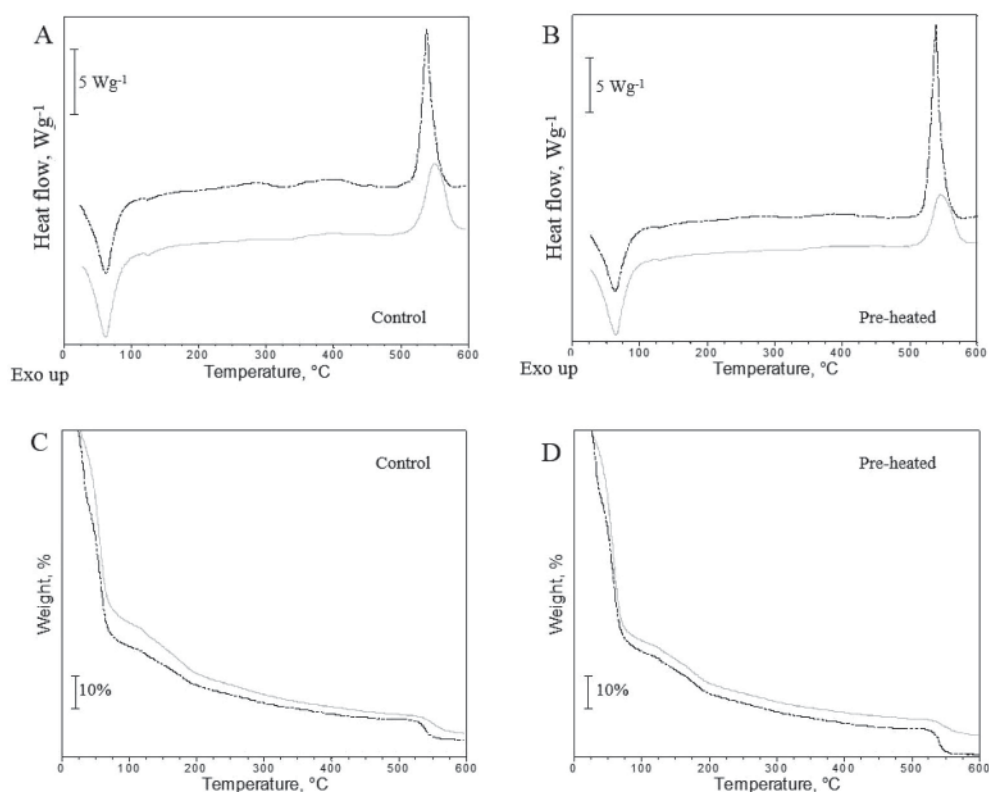 A
5 Wg-1
Heat flow, Wg-1
Control
0 100 200 300 400 500 600
Temperature, °C
Exo up
B
5 Wg-1
Heat flow, Wg-1
Pre-heated
0 100 200 300 400 500 600
Temperature, °C
Exo up
C
Control
Weight, %
10%
0 100 200 300 400 500 600
Temperature, °C
D
Pre-heated
Weight, %
10%
0 100 200 300 400 500 600
Temperature, °C